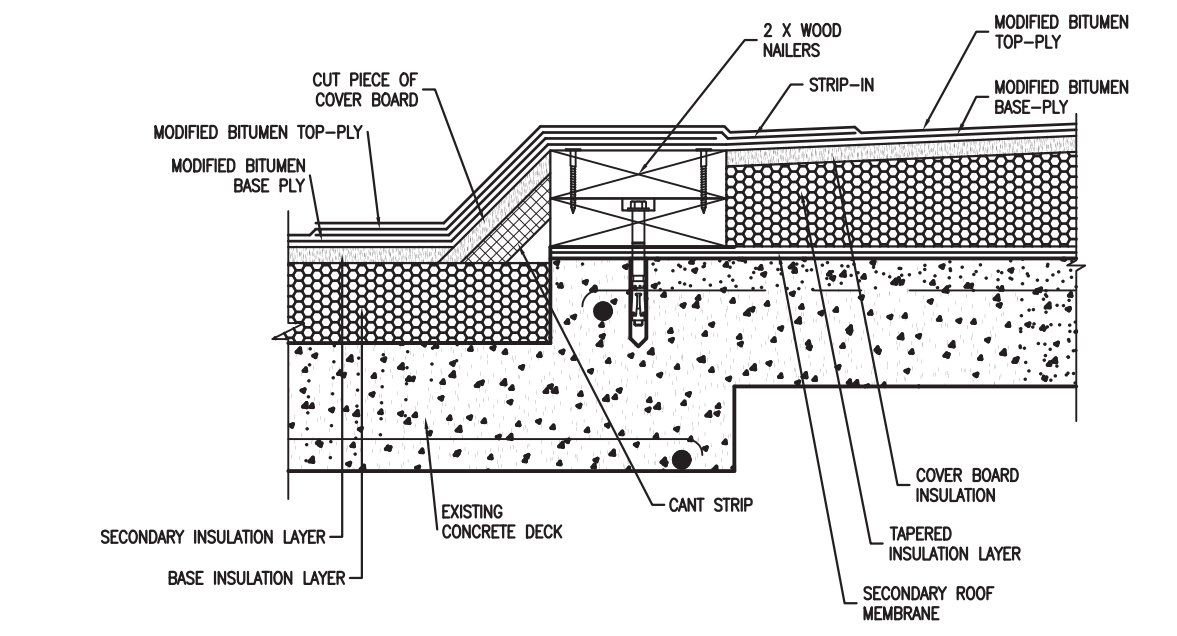 2 X WOOD
NAILERS
MODIFIED BITUMEN
TOP-PLY
CUT PIECE OF
COVER BOARD
STRIP-IN
MODIFIED BITUMEN
BASE-PLY
MODIFIED BITUMEN TOP-PLY
MODIFIED BITUMEN
BASE PLY
COVER BOARD
INSULATION
CANT STRIP
EXISTING
CONCRETE DECK
SECONDARY INSULATION LAYER
TAPERED
INSULATION LAYER
BASE INSULATION LAYER
SECONDARY ROOF
MEMBRANE